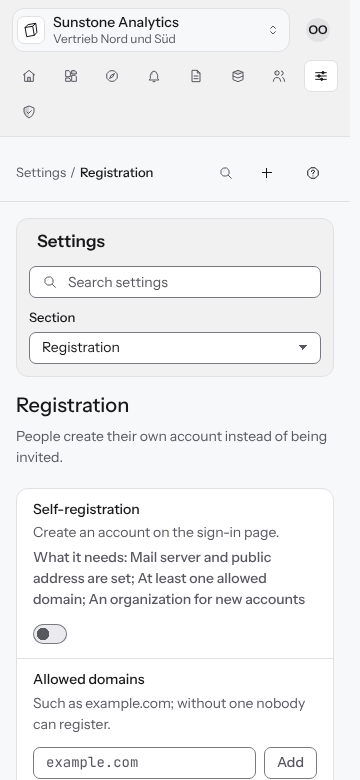 Sunstone Analytics
Vertrieb Nord und Süd
OO
Settings / Registration
Settings
Search settings
Section
Registration
Registration
People create their own account instead of being
invited.
Self-registration
Create an account on the sign-in page.
What it needs: Mail server and public
address are set; At least one allowed
domain; An organization for new accounts
Allowed domains
Such as example.com; without one nobody
can register.
example.com
Add